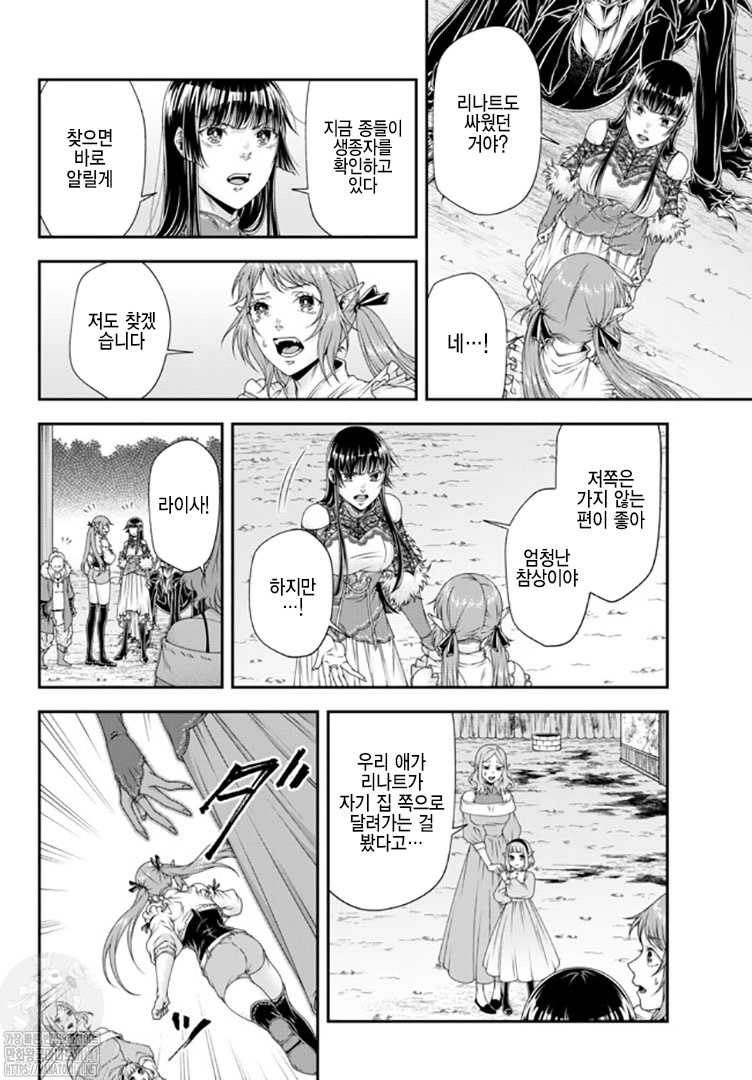 리나트도
싸웠던
거야?
네…!
지금 종들이
생존자를
확인하고
있다
찾으면
바로
알릴게
저도 찾겠
습니다
저쪽은
가지 않는
편이 좋아
엄청난
참상이야
하지만
…!
라이사!
우리 애가
리나트가
자기 집 쪽으로
달려가는 걸
봤다고…
ダッ